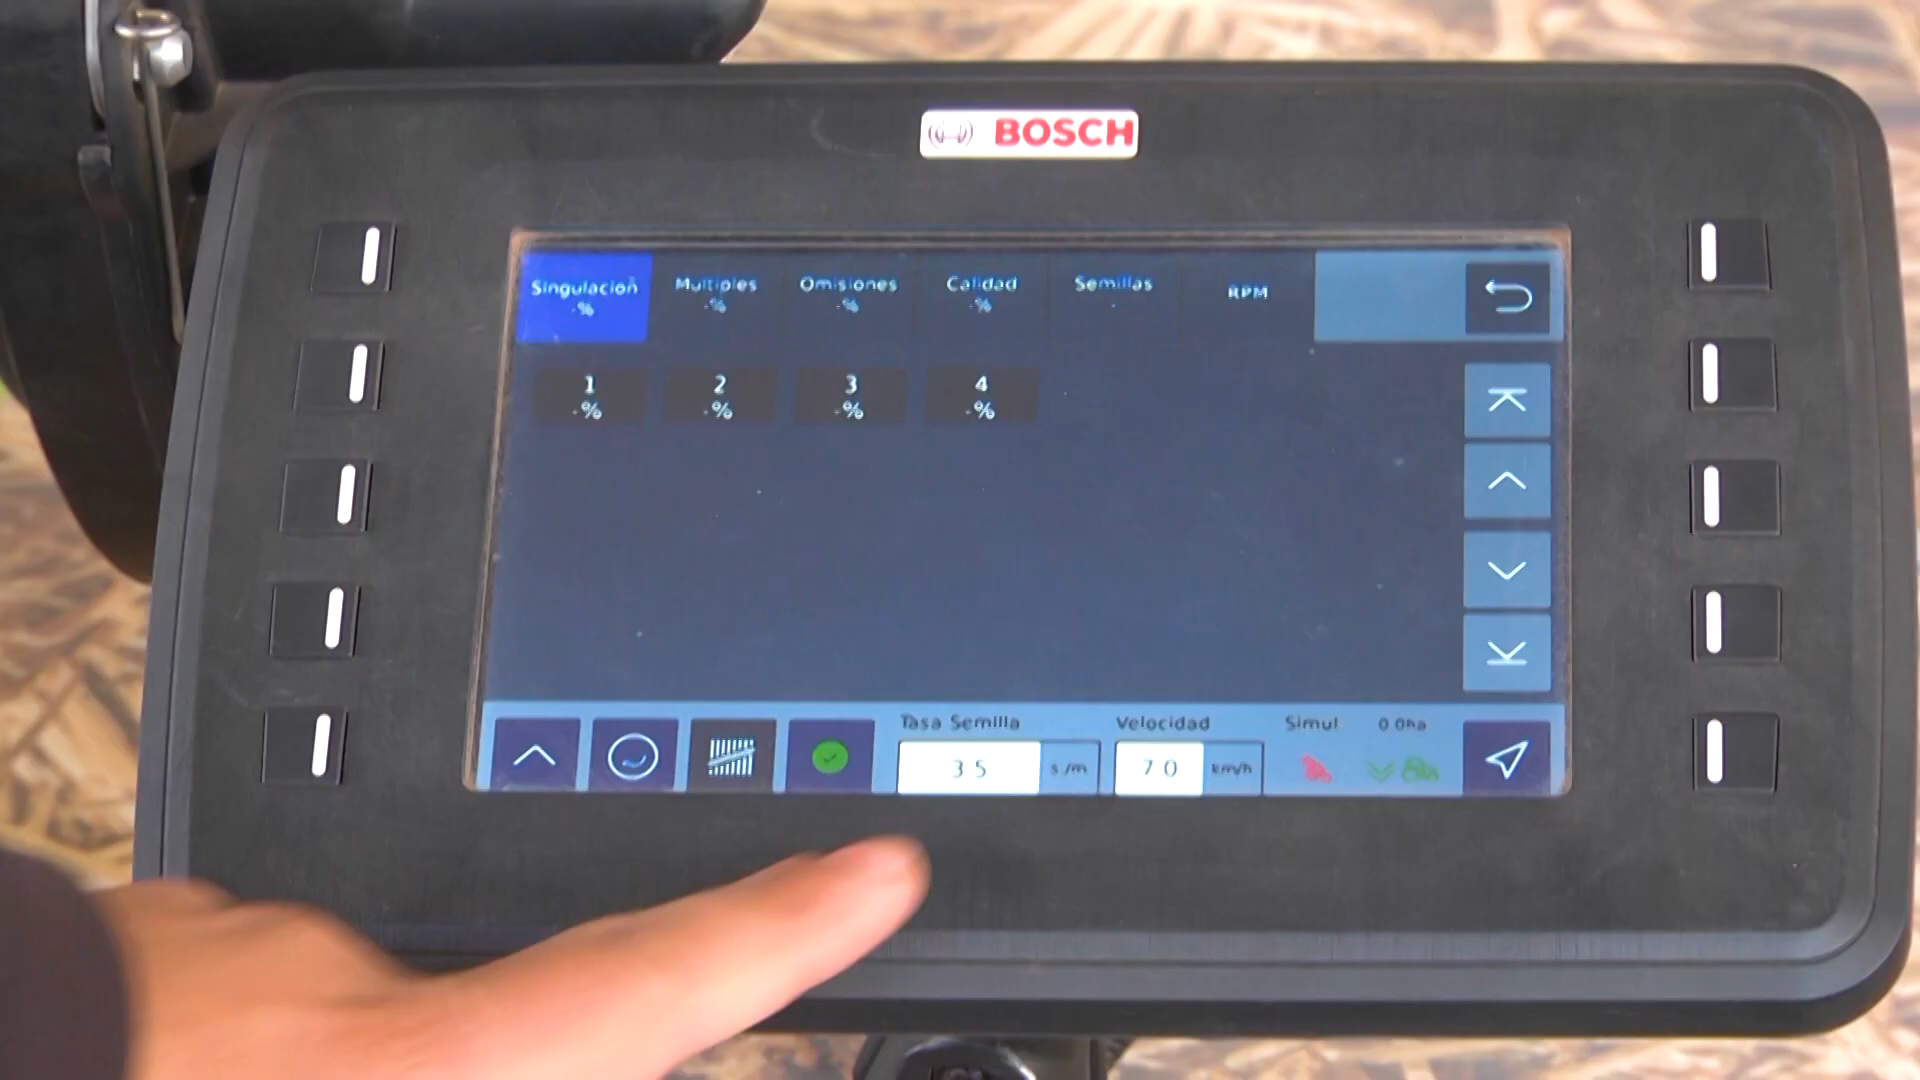 BOSCH
Singulación Multiples Omisiones Calidad Semillas RPM
-% -% -% -% -
1 2 3 4
-% -% -% -%
Tasa Semilla Velocidad Simul 0.0ha
3 5 s./m 7 0 km/h